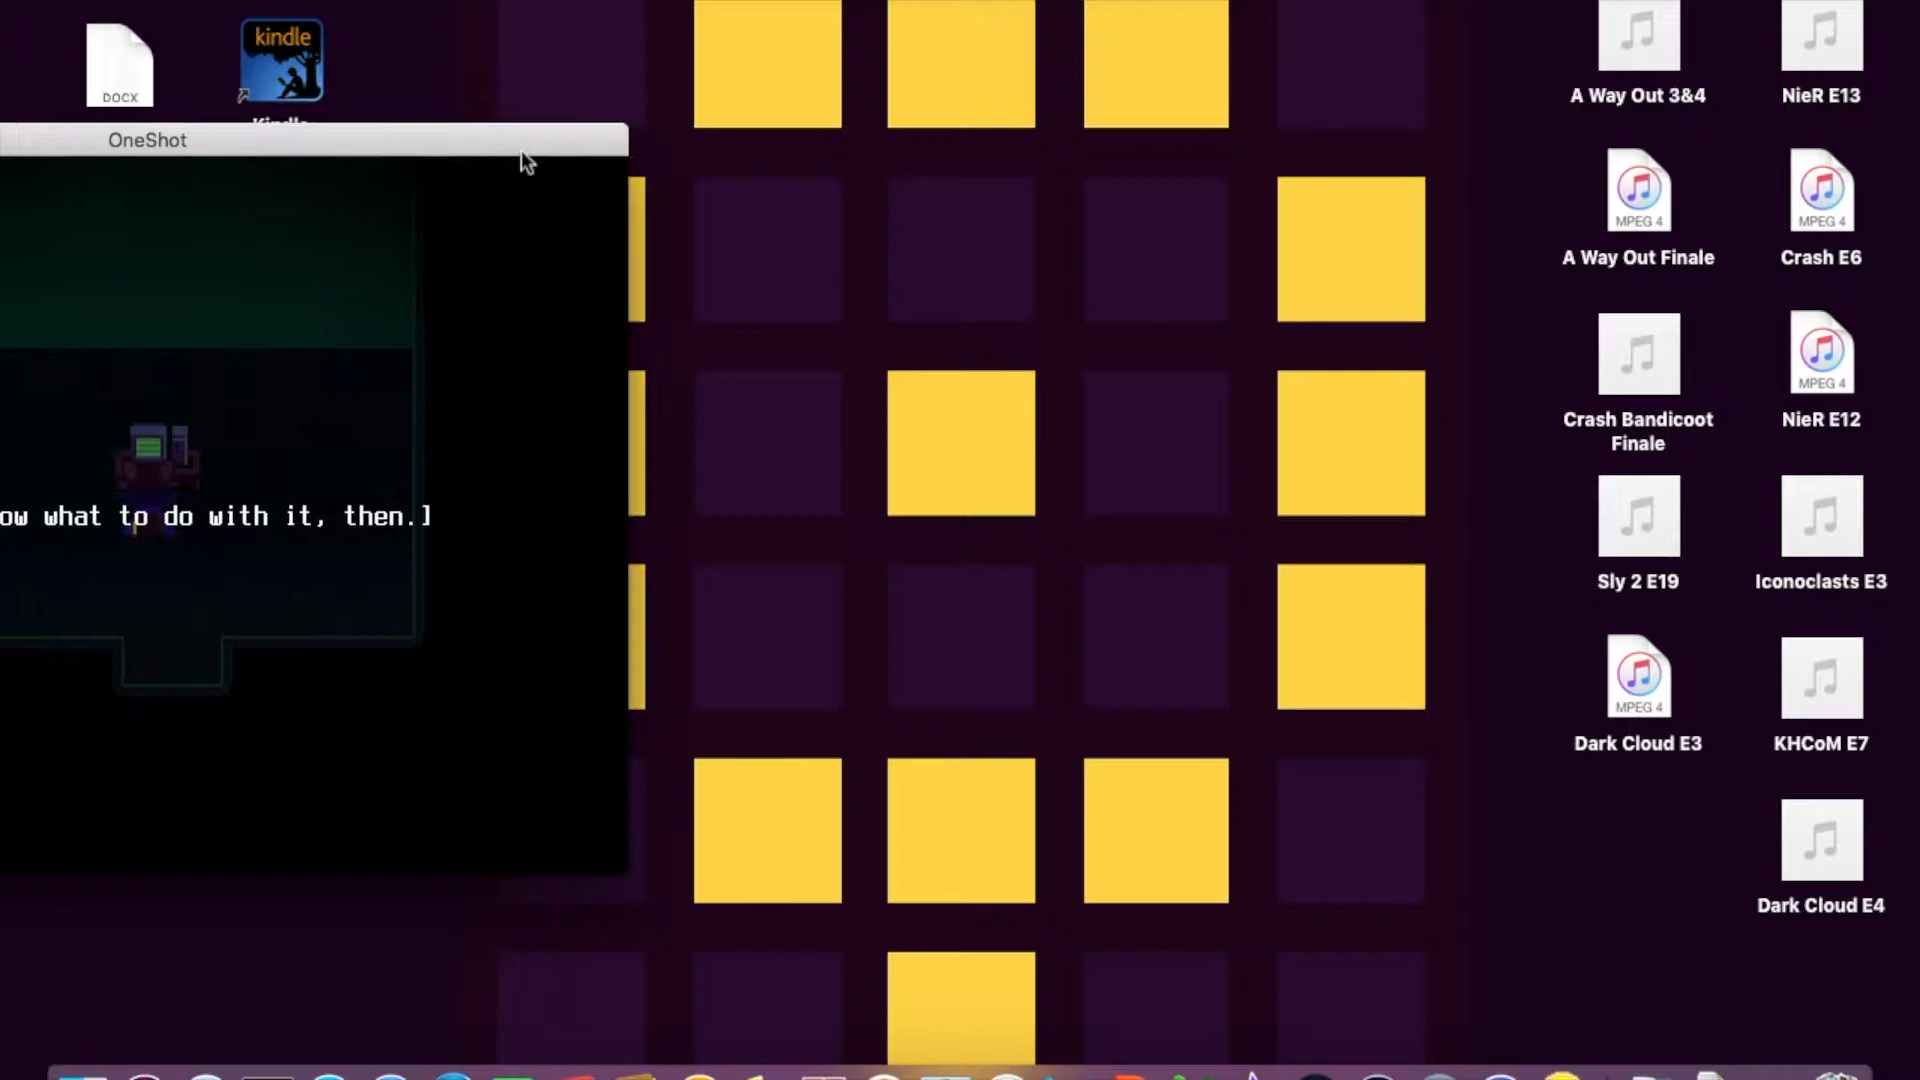 kindle
DOCX
OneShot
ow what to do with it, then.]
A Way Out 3&4
NieR E13
MPEG 4
MPEG 4
A Way Out Finale
Crash E6
MPEG 4
Crash Bandicoot
Finale
NieR E12
Sly 2 E19
Iconoclasts E3
MPEG 4
Dark Cloud E3
KHCoM E7
Dark Cloud E4